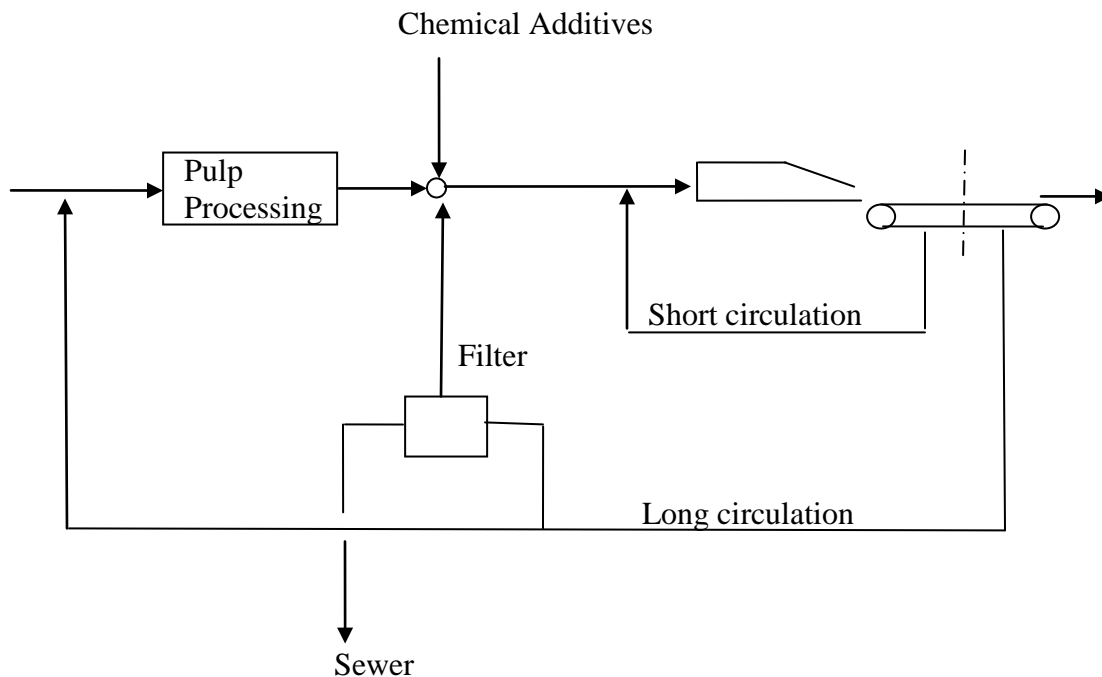 Chemical Additives
Pulp
Processing
Short circulation
Filter
Long circulation
Sewer